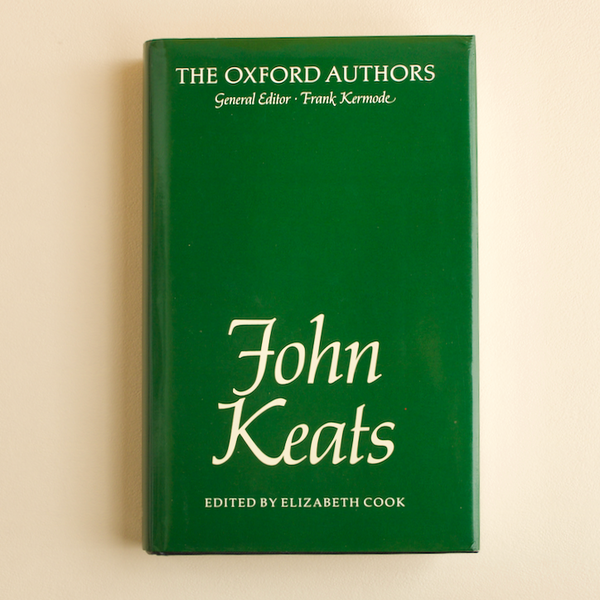 THE OXFORD AUTHORS
General Editor · Frank Kermode
John
Keats
EDITED BY ELIZABETH COOK